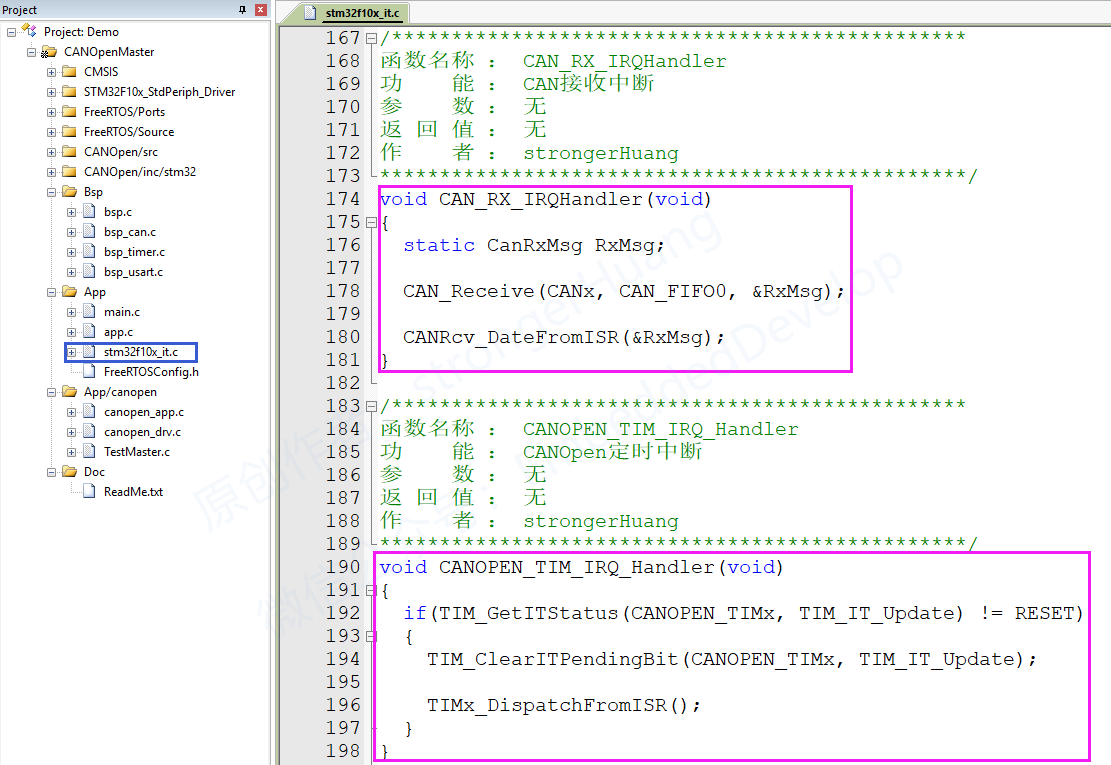 Project
Project: Demo
CANOpenMaster
CMSIS
STM32F10x_StdPeriph_Driver
FreeRTOS/Ports
FreeRTOS/Source
CANOpen/src
CANOpen/inc/stm32
Bsp
bsp.c
bsp_can.c
bsp_timer.c
bsp_usart.c
App
main.c
app.c
stm32f10x_it.c
FreeRTOSConfig.h
App/canopen
canopen_app.c
canopen_drv.c
TestMaster.c
Doc
ReadMe.txt
stm32f10x_it.c
167 /************************************************
168 函数名称 : CAN_RX_IRQHandler
169 功 能 : CAN接收中断
170 参 数 : 无
171 返 回 值 : 无
172 作 者 : strongerHuang
173 *************************************************/
174 void CAN_RX_IRQHandler(void)
175 {
176 static CanRxMsg RxMsg;
177
178 CAN_Receive(CANx, CAN_FIFO0, &RxMsg);
179
180 CANRcv_DateFromISR(&RxMsg);
181 }
182
183 /************************************************
184 函数名称 : CANOPEN_TIM_IRQ_Handler
185 功 能 : CANOpen定时中断
186 参 数 : 无
187 返 回 值 : 无
188 作 者 : strongerHuang
189 *************************************************/
190 void CANOPEN_TIM_IRQ_Handler(void)
191 {
192 if(TIM_GetITStatus(CANOPEN_TIMx, TIM_IT_Update) != RESET)
193 {
194 TIM_ClearITPendingBit(CANOPEN_TIMx, TIM_IT_Update);
195
196 TIMx_DispatchFromISR();
197 }
198 }